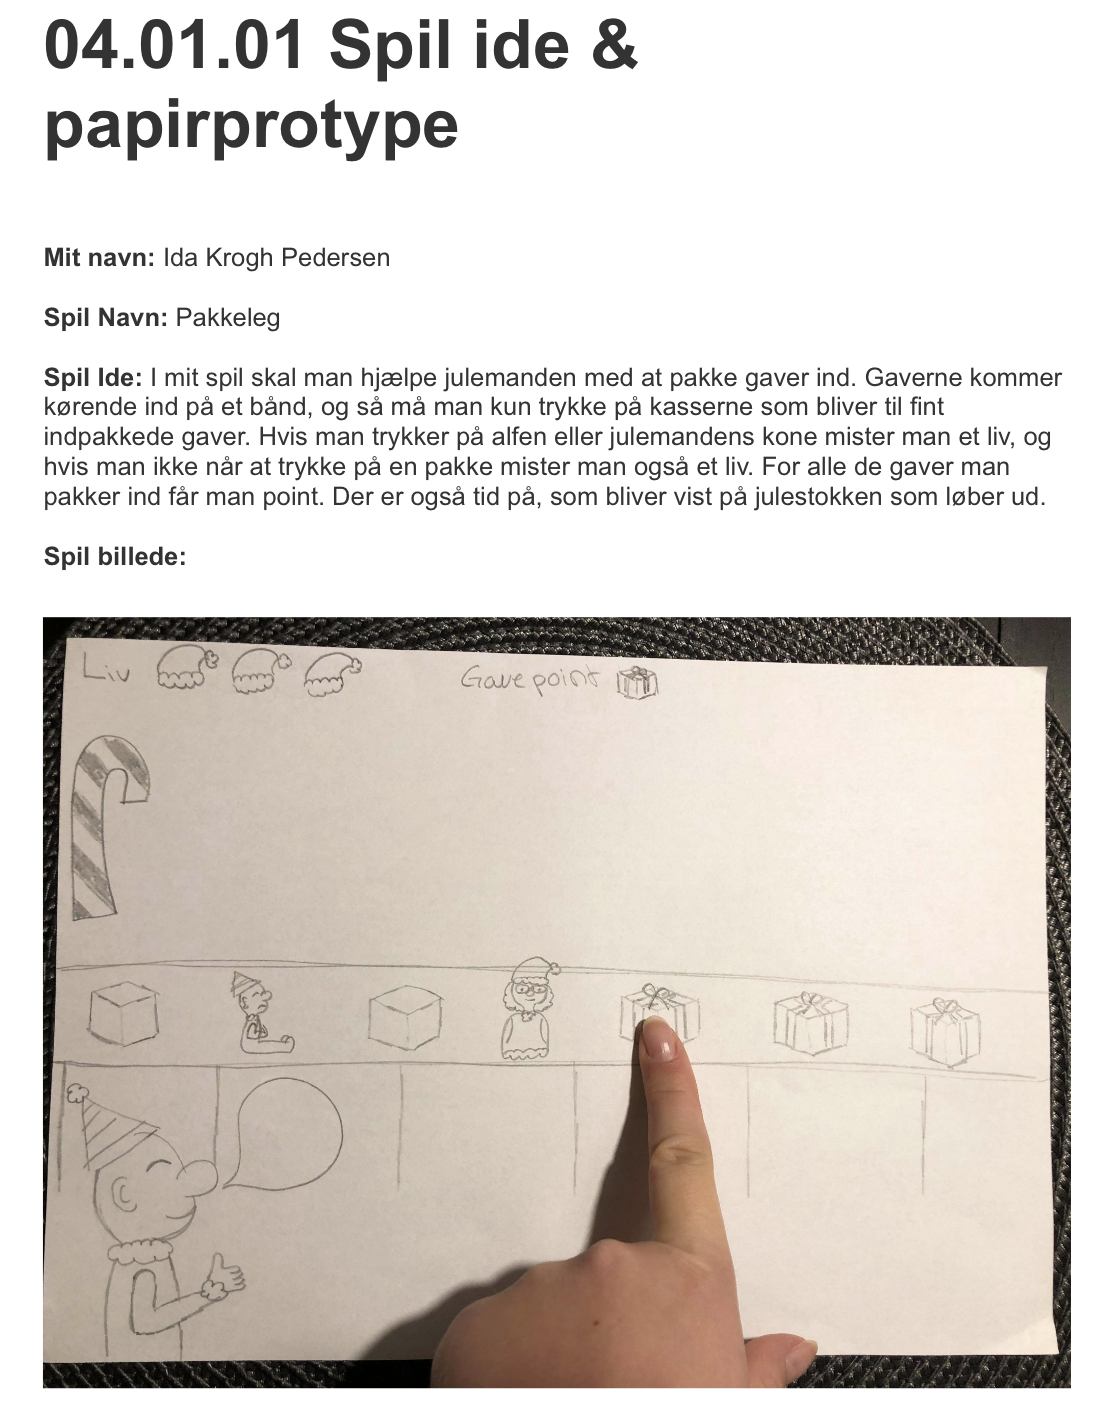 04.01.01 Spil ide &
papirprotype
Mit navn: Ida Krogh Pedersen
Spil Navn: Pakkeleg
Spil Ide: I mit spil skal man hjælpe julemanden med at pakke gaver ind. Gaverne kommer
kørende ind på et bånd, og så må man kun trykke på kasserne som bliver til fint
indpakkede gaver. Hvis man trykker på alfen eller julemandens kone mister man et liv, og
hvis man ikke når at trykke på en pakke mister man også et liv. For alle de gaver man
pakker ind får man point. Der er også tid på, som bliver vist på julestokken som løber ud.
Spil billede:
Liv
Gave point